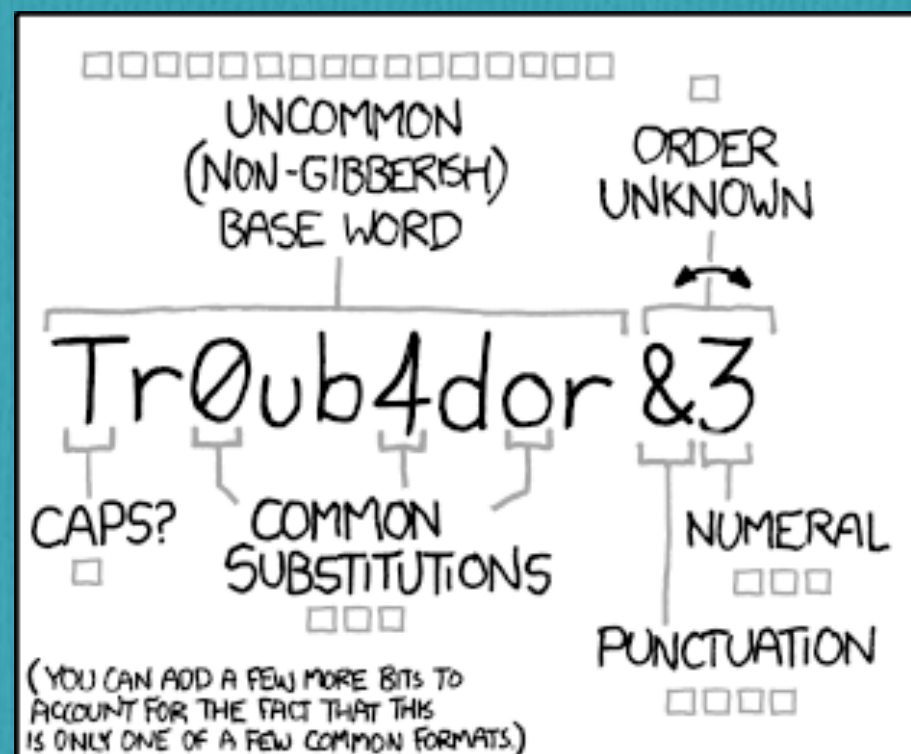 UNCOMMON
(NON-GIBBERISH)
BASE WORD
ORDER
UNKNOWN
Tr0ub4dor &3
CAPS?
COMMON
SUBSTITUTIONS
NUMERAL
PUNCTUATION
(YOU CAN ADD A FEW MORE BITS TO
ACCOUNT FOR THE FACT THAT THIS
IS ONLY ONE OF A FEW COMMON FORMATS.)